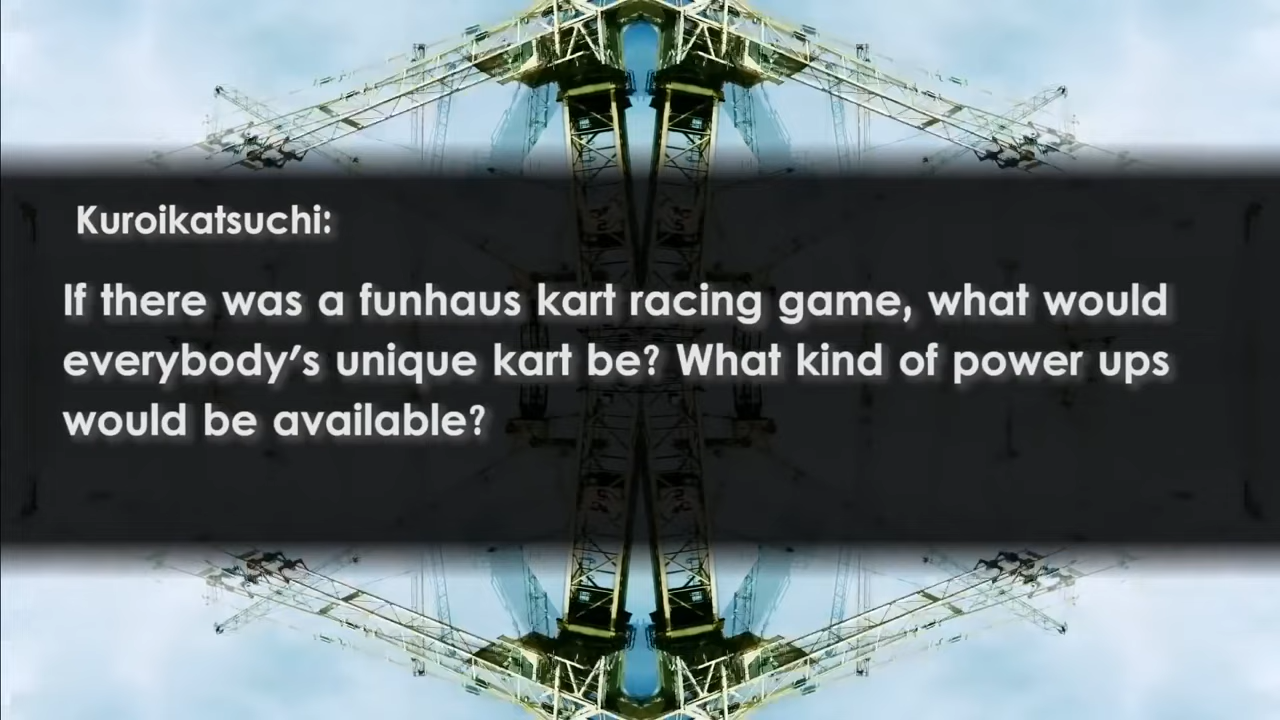 Kuroikatsuchi:
If there was a funhaus kart racing game, what would
everybody's unique kart be? What kind of power ups
would be available?